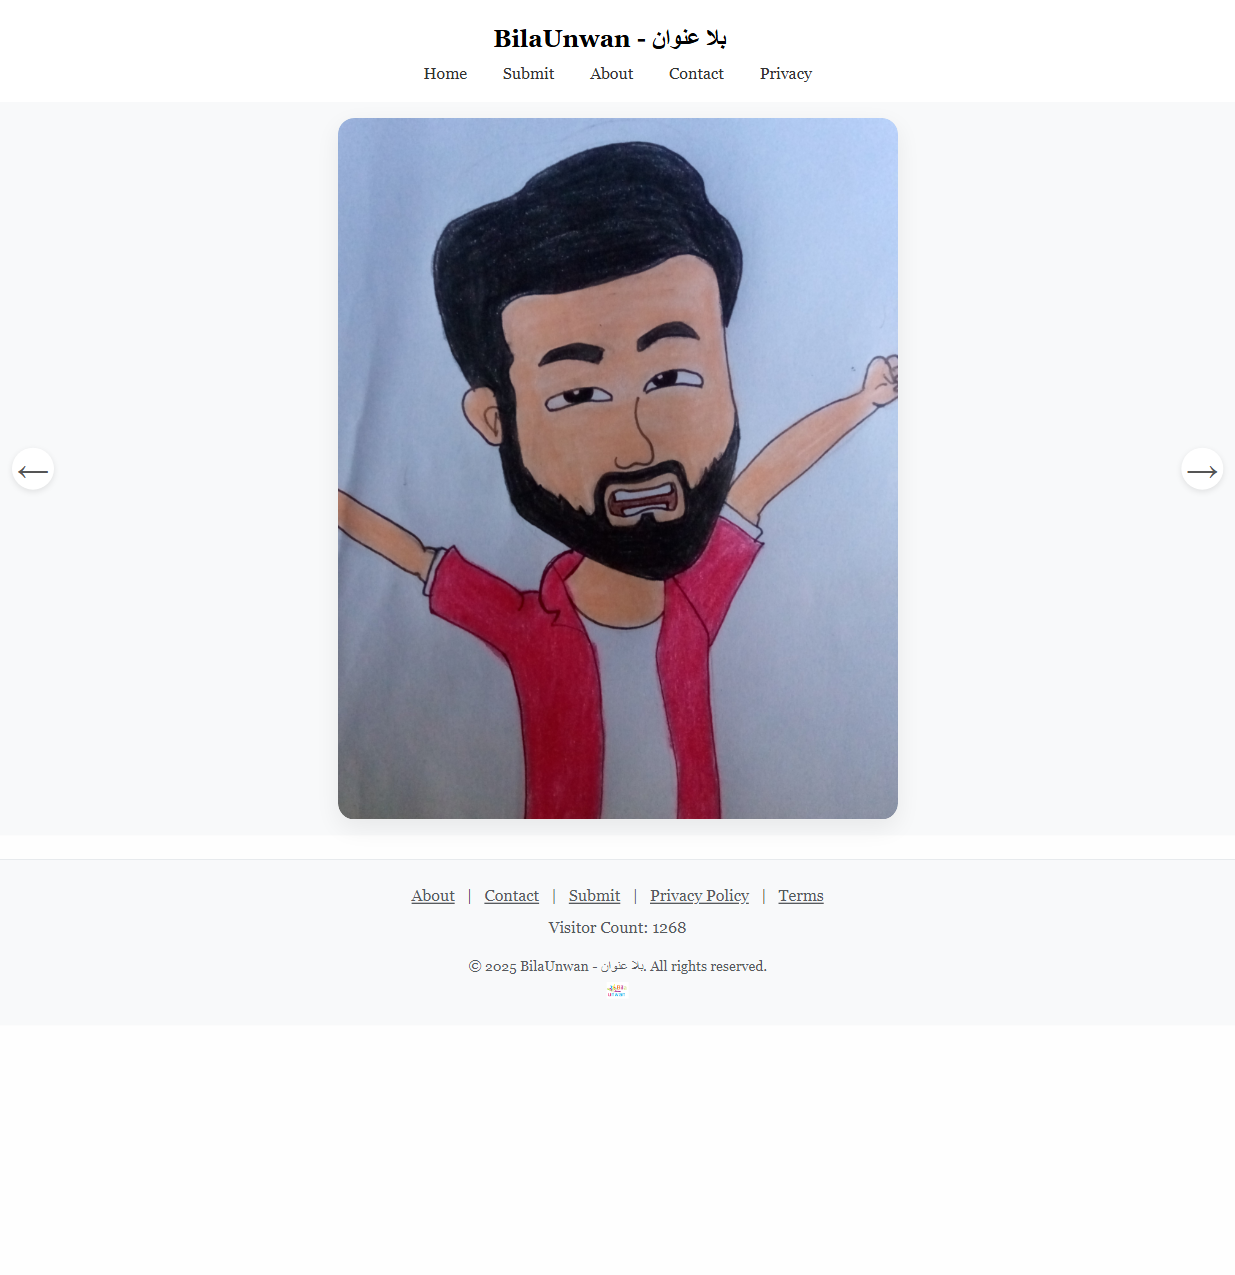 BilaUnwan - بلا عنوان
Home Submit About Contact Privacy
← →
About | Contact | Submit | Privacy Policy | Terms
Visitor Count: 1268
© 2025 BilaUnwan - بلا عنوان. All rights reserved.